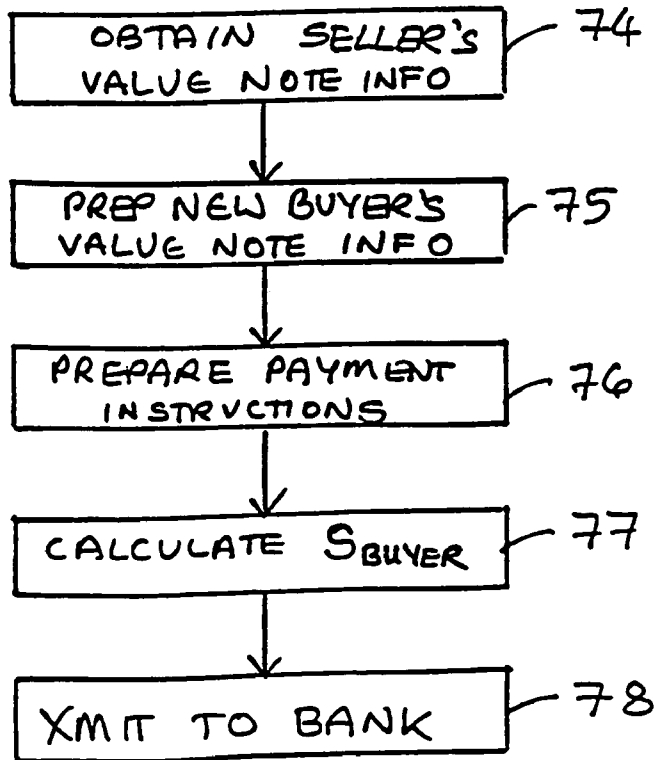 OBTAIN SELLER'S 74
VALUE NOTE INFO
PREP NEW BUYER'S 75
VALUE NOTE INFO
PREPARE PAYMENT 76
INSTRUCTIONS
CALCULATE SBUYER 77
XMIT TO BANK 78